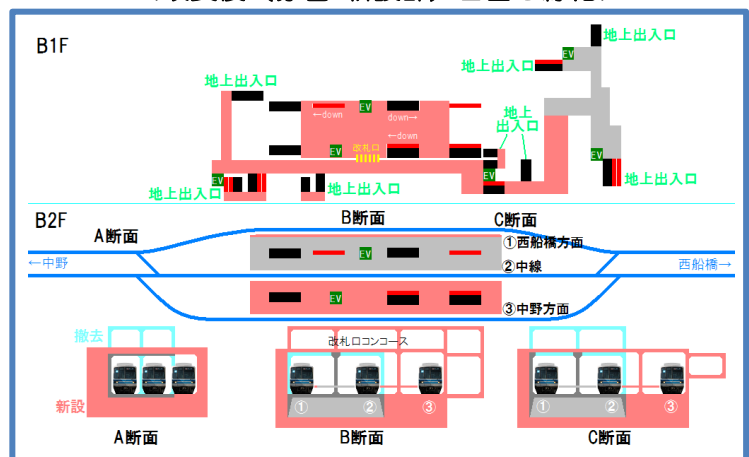 B1F
地上出入口
EV
地上出入口
地上出入口
EV
←down
down→
地上
出入口
←down
改札口
EV
EV
EV
EV
地上出入口
地上出入口
地上出入口
B2F
A断面
B断面
C断面
①西船橋方面
EV
←中野
②中線
西船橋→
EV
③中野方面
撤去
改札口コンコース
新設
①
②
③
①
②
③
A断面
B断面
C断面